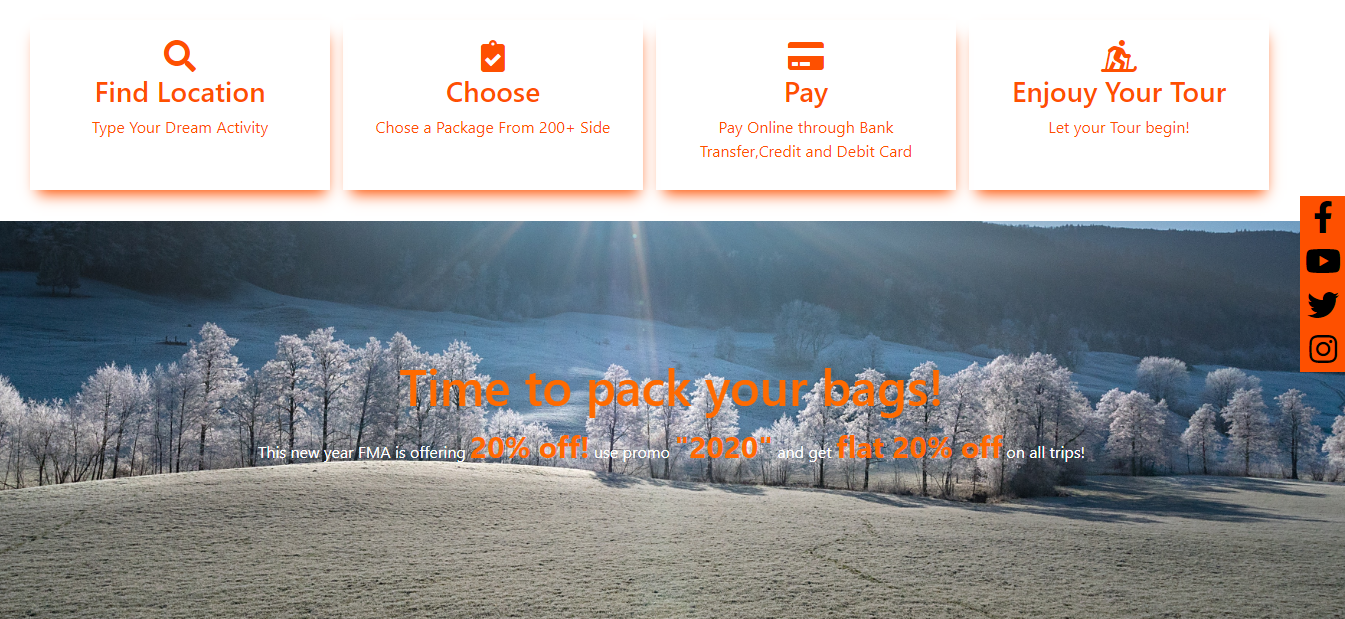 Find Location
Type Your Dream Activity
Choose
Chose a Package From 200+ Side
Pay
Pay Online through Bank
Transfer,Credit and Debit Card
Enjouy Your Tour
Let your Tour begin!
Time to pack your bags!
This new year FMA is offering 20% off! use promo "2020" and get flat 20% off on all trips!